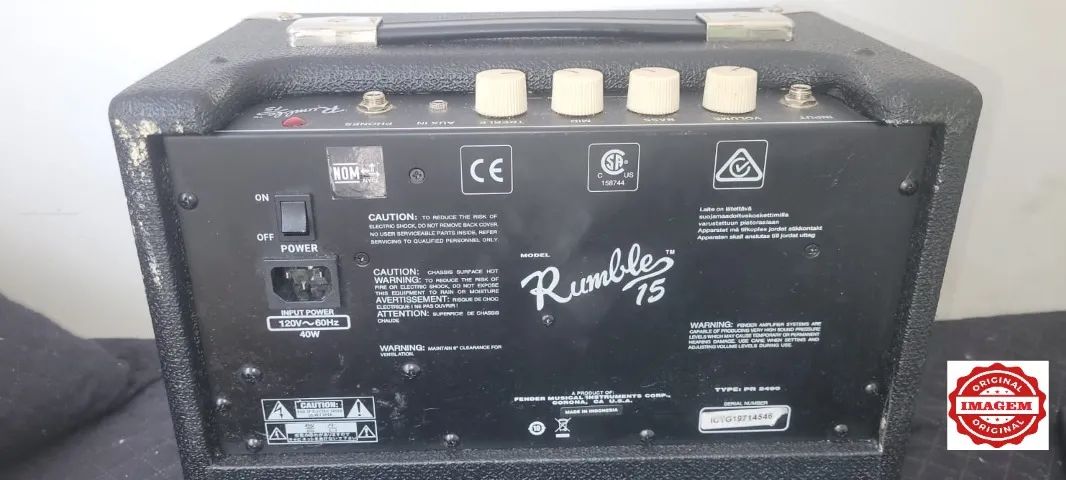 Rumble 15
PHONES
AUX IN
TREBLE
MID
BASS
VOLUME
INPUT
NOM
ANCE
CE
SA
C US
158744
ON
OFF
POWER
INPUT POWER
120V~60Hz
40W
CAUTION: TO REDUCE THE RISK OF
ELECTRIC SHOCK, DO NOT REMOVE BACK COVER.
NO USER SERVICEABLE PARTS INSIDE, REFER
SERVICING TO QUALIFIED PERSONNEL ONLY.
CAUTION: CHASSIS SURFACE HOT
WARNING: TO REDUCE THE RISK OF
FIRE OR ELECTRIC SHOCK, DO NOT EXPOSE
THIS EQUIPMENT TO RAIN OR MOISTURE
AVERTISSEMENT: RISQUE DE CHOC
ELECTRIQUE ! NE PAS OUVRIR !
ATTENTION: SUPERFICIE DE CHASSIS
CHAUDE
WARNING: MAINTAIN 6" CLEARANCE FOR
VENTILATION.
Laite on liitettävä
suojamaadoituskoskettimilla
varustettuun pistorasiaan
Apparatet må tilkoples jordet stikkontakt
Apparaten skall anslutas till jordat uttag
MODEL
Rumble™
15
WARNING: FENDER AMPLIFIER SYSTEMS ARE
CAPABLE OF PRODUCING VERY HIGH SOUND PRESSURE
LEVELS WHICH MAY CAUSE TEMPORARY OR PERMANENT
HEARING DAMAGE. USE CARE WHEN SETTING AND
ADJUSTING VOLUME LEVELS DURING USE.
A PRODUCT OF:
FENDER MUSICAL INSTRUMENTS CORP.
CORONA, CA U.S.A.
MADE IN INDONESIA
TYPE: PR 2490
SERIAL NUMBER
ICTG19714546
CAUTION:
ORIGINAL
IMAGEM
ORIGINAL